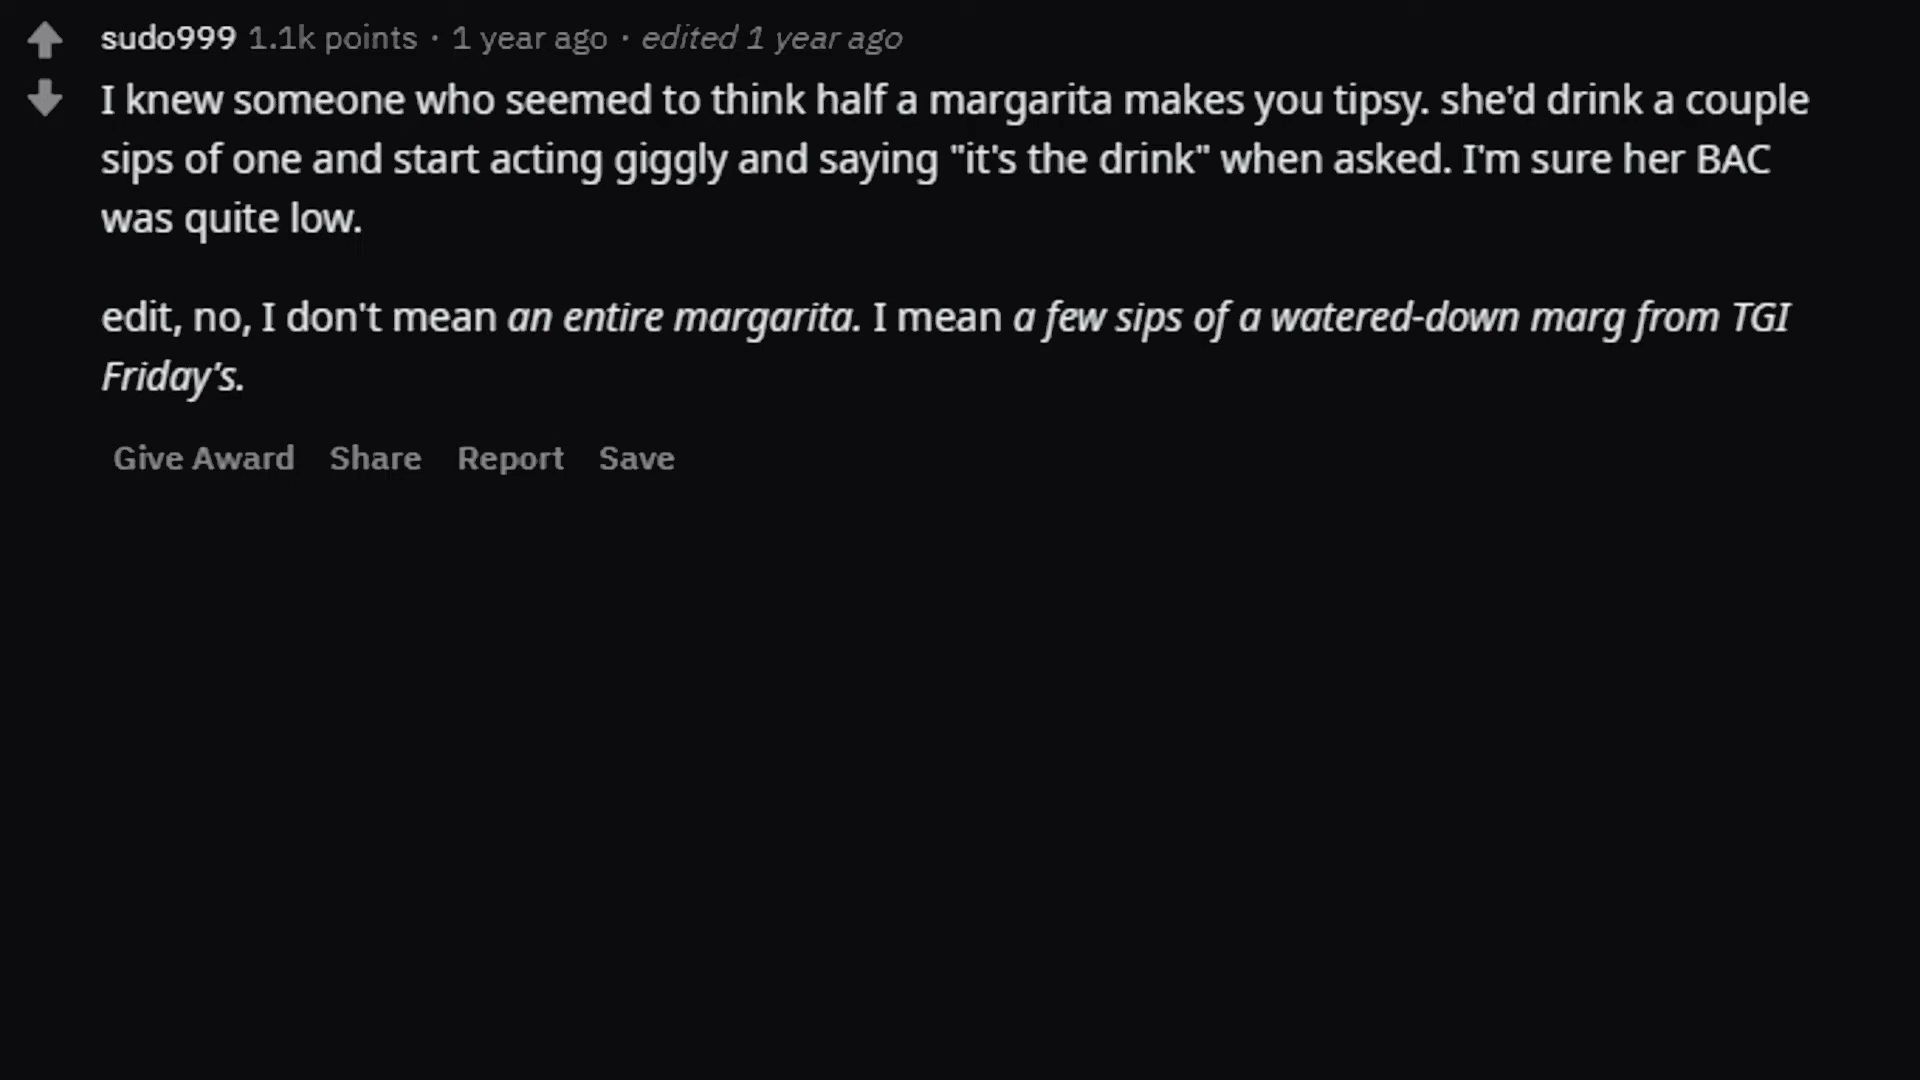 sudo999 1.1k points · 1 year ago · edited 1 year ago
I knew someone who seemed to think half a margarita makes you tipsy. she'd drink a couple
sips of one and start acting giggly and saying "it's the drink" when asked. I'm sure her BAC
was quite low.
edit, no, I don't mean an entire margarita. I mean a few sips of a watered-down marg from TGI
Friday's.
Give Award Share Report Save